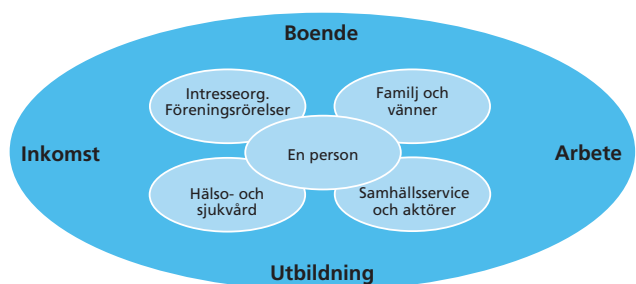 Boende
Intresseorg.
Föreningsrörelser
Familj och
vänner
Inkomst
En person
Arbete
Hälso- och
sjukvård
Samhällsservice
och aktörer
Utbildning